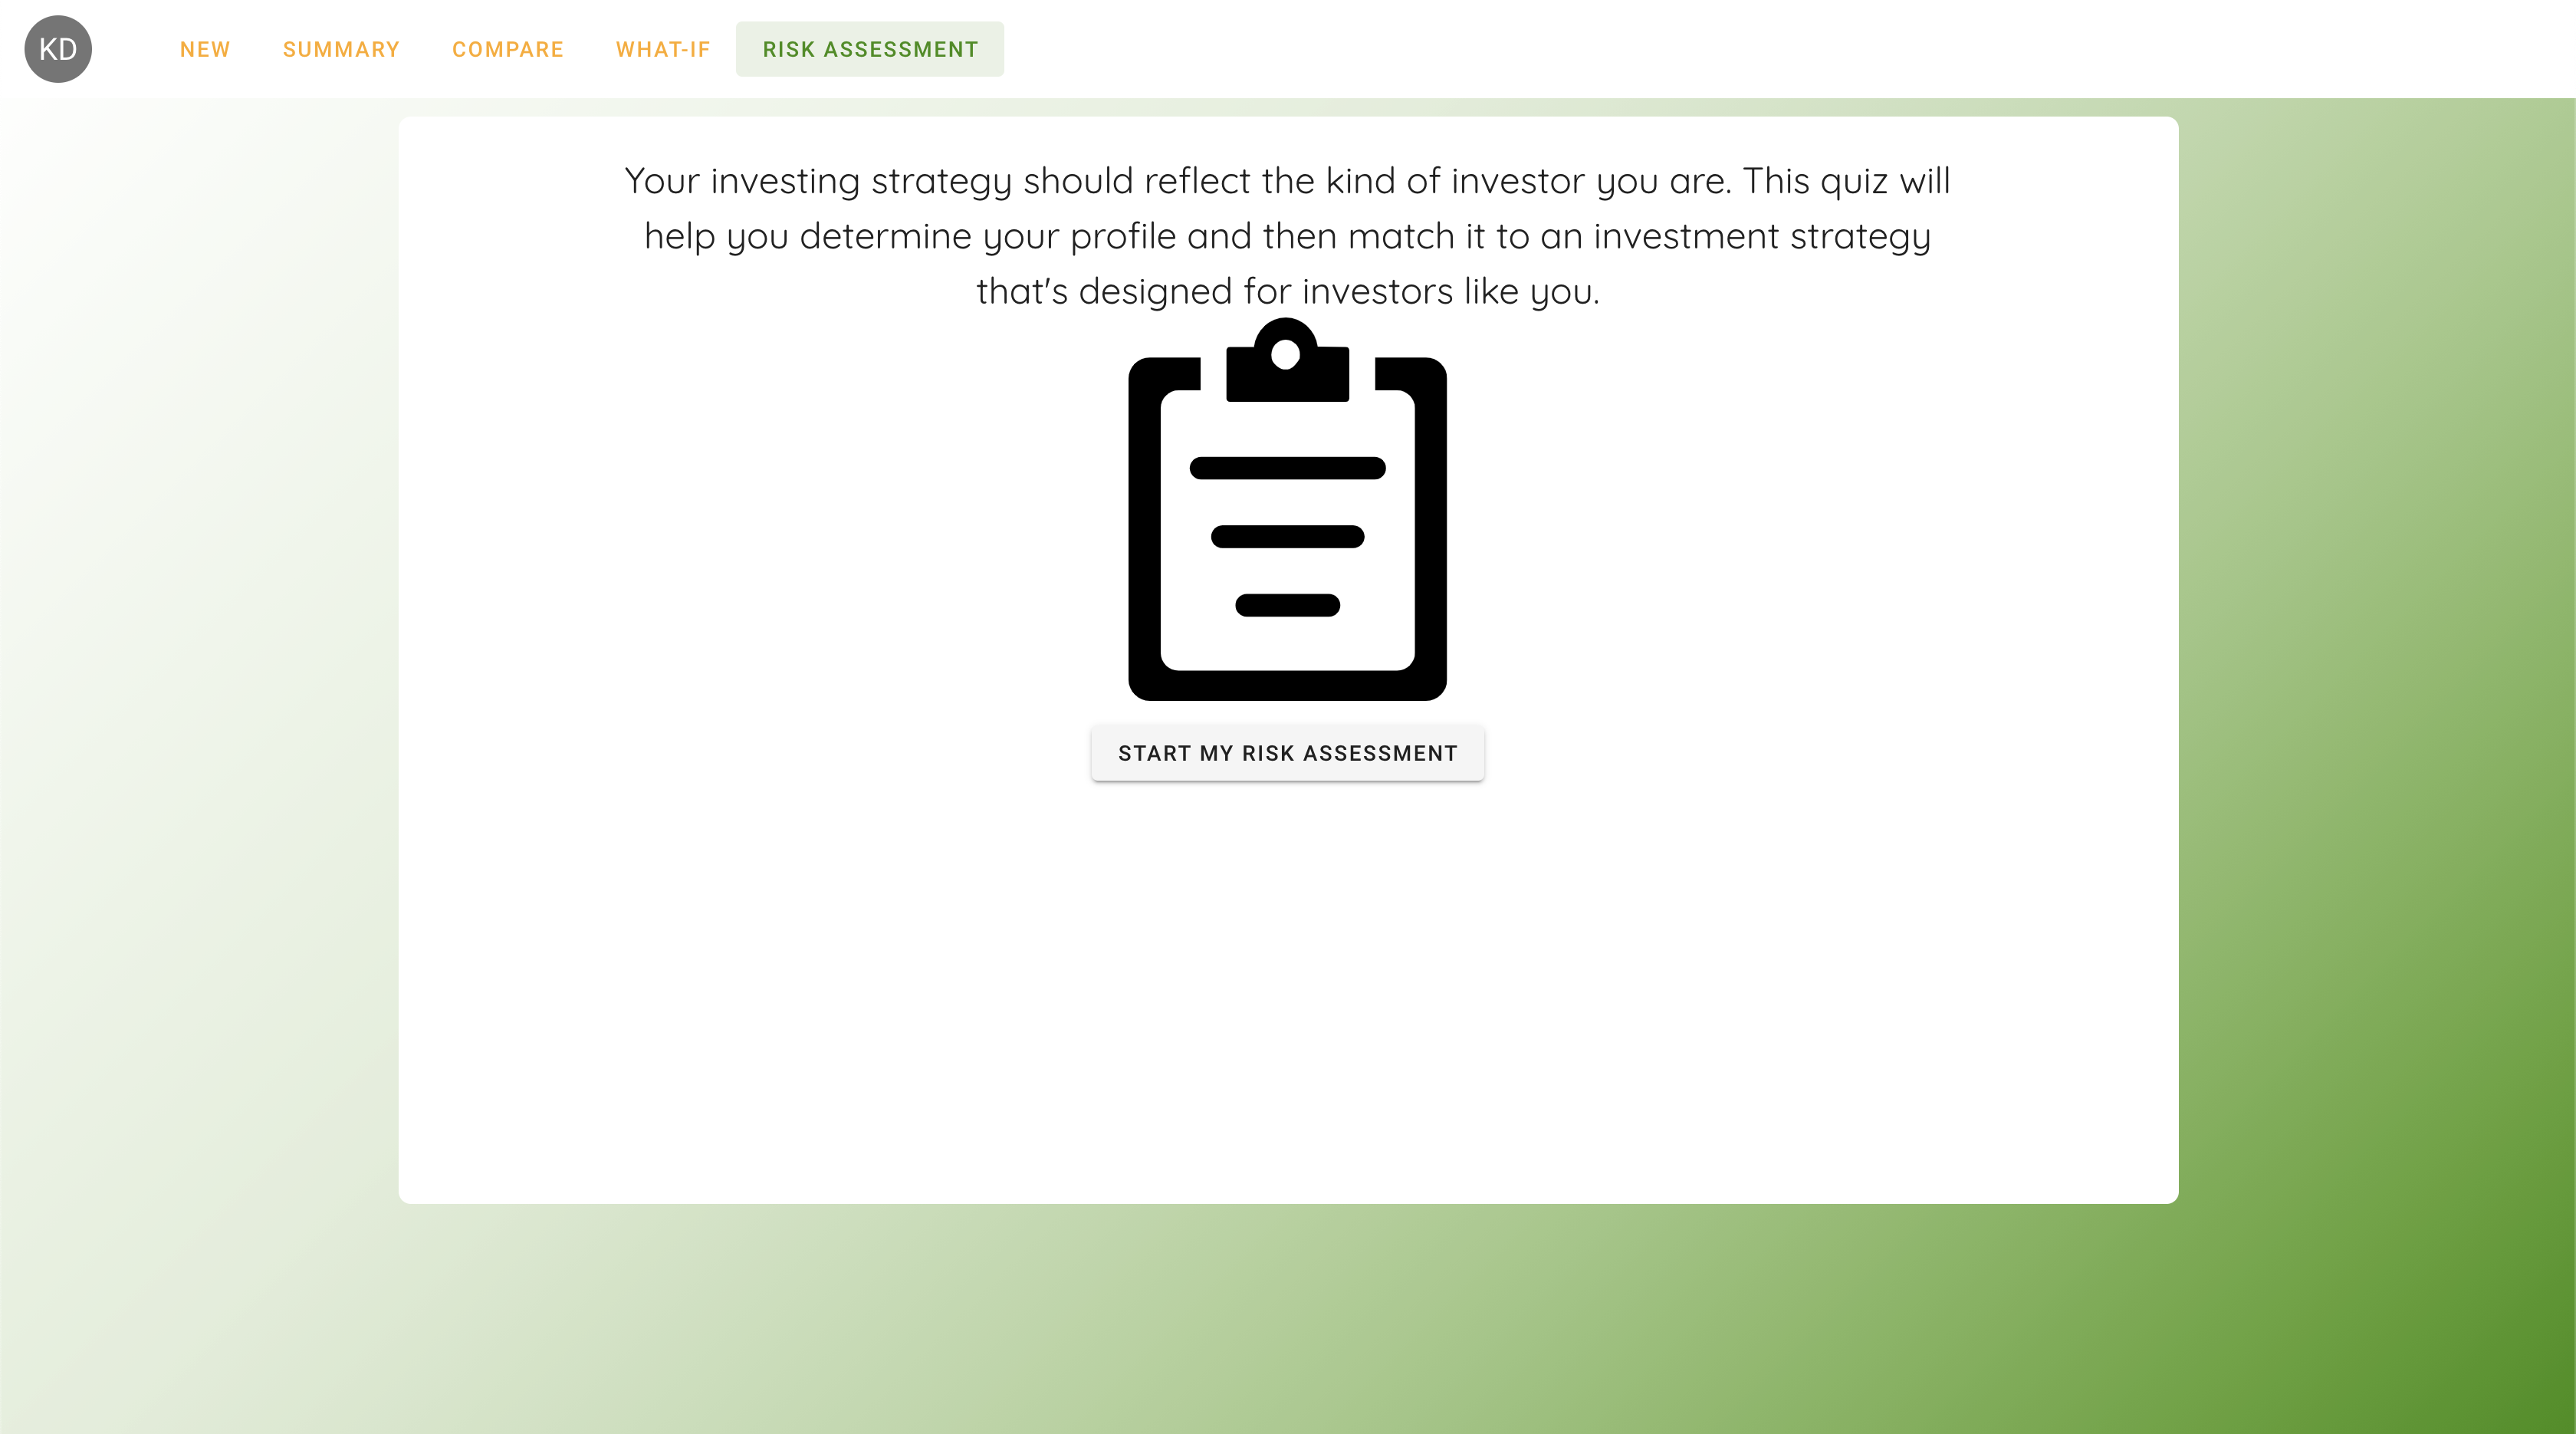 KD
NEW
SUMMARY
COMPARE
WHAT-IF
RISK ASSESSMENT
Your investing strategy should reflect the kind of investor you are. This quiz will
help you determine your profile and then match it to an investment strategy
that's designed for investors like you.
START MY RISK ASSESSMENT